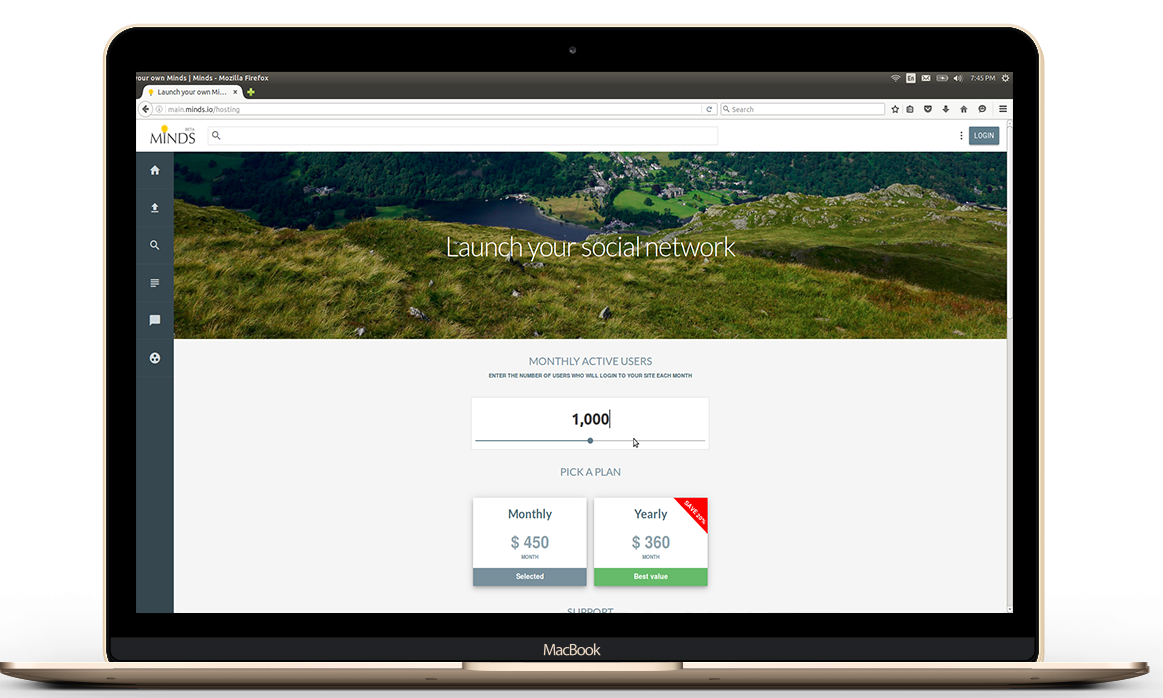 your own Minds | Minds - Mozilla Firefox
En
7:45 PM
Launch your own Mi...
main.minds.io/hosting
Search
MINDS
BETA
LOGIN
Launch your social network
MONTHLY ACTIVE USERS
ENTER THE NUMBER OF USERS WHO WILL LOGIN TO YOUR SITE EACH MONTH
1,000
PICK A PLAN
Monthly
$ 450
MONTH
Selected
Yearly
SAVE 20%
$ 360
MONTH
Best value
SUPPORT
MacBook